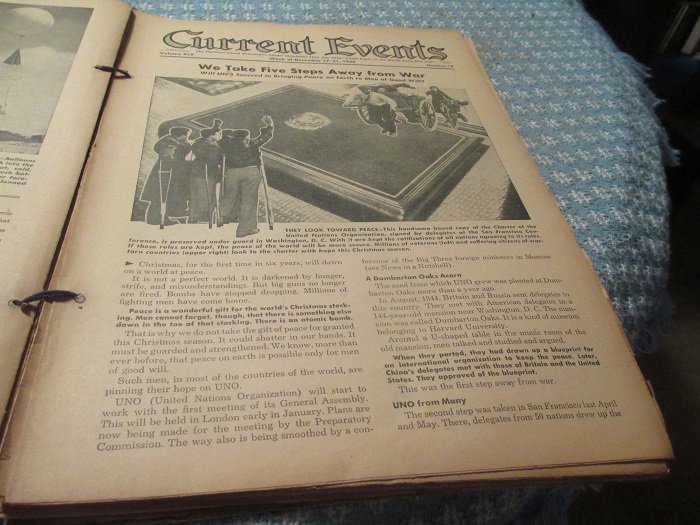 —Balloons
into the
Current Events
Week of December 17-21, 1945
We Take Five Steps Away from War
Will UNO Succeed in Bringing Peace on Earth to Men of Good Will?
THEY LOOK TOWARD PEACE—This handsome bound copy of the Charter of the
United Nations Organization, signed by delegates at the San Francisco Con-
ference, is preserved under guard in Washington, D. C. With it are kept the ratifications of all nations agreeing to its rules.
If those rules are kept, the peace of the world will be more secure. Millions of veterans (left) and suffering citizens of war-
torn countries (upper right) look to the charter with hope this Christmas season.
► Christmas, for the first time in six years, will dawn
on a world at peace.
It is not a perfect world. It is darkened by hunger,
strife, and misunderstandings. But big guns no longer
are fired. Bombs have stopped dropping. Millions of
fighting men have come home.
Peace is a wonderful gift for the world's Christmas stock-
ing. Man cannot forget, though, that there is something else
down in the toe of that stocking. There is an atomic bomb.
That is why we do not take the gift of peace for granted
this Christmas season. It could shatter in our hands. It
must be guarded and strengthened. We know, more than
ever before, that peace on earth is possible only for men
of good will.
Such men, in most of the countries of the world, are
pinning their hope on UNO.
UNO (United Nations Organization) will start to
work with the first meeting of its General Assembly.
This will be held in London early in January. Plans are
now being made for the meeting by the Preparatory
Commission. The way also is being smoothed by a con-
ference of the Big Three foreign ministers in Moscow
(see News in a Nutshell).
A Dumbarton Oaks Acorn
The seed from which UNO grew was planted at Dum-
barton Oaks more than a year ago.
In August, 1944, Britain and Russia sent delegates to
this country. They met with American delegates in a
144-year-old mansion near Washington, D. C. The man-
sion was called Dumbarton Oaks. It is a kind of museum
belonging to Harvard University.
Around a U-shaped table in the music room of the
old mansion, men talked and studied and argued.
When they parted, they had drawn up a blueprint for
an international organization to keep the peace. Later,
China's delegates met with those of Britain and the United
States. They approved of the blueprint.
This was the first step away from war.
UNO from Many
The second step was taken in San Francisco last April
and May. There, delegates from 50 nations drew up the